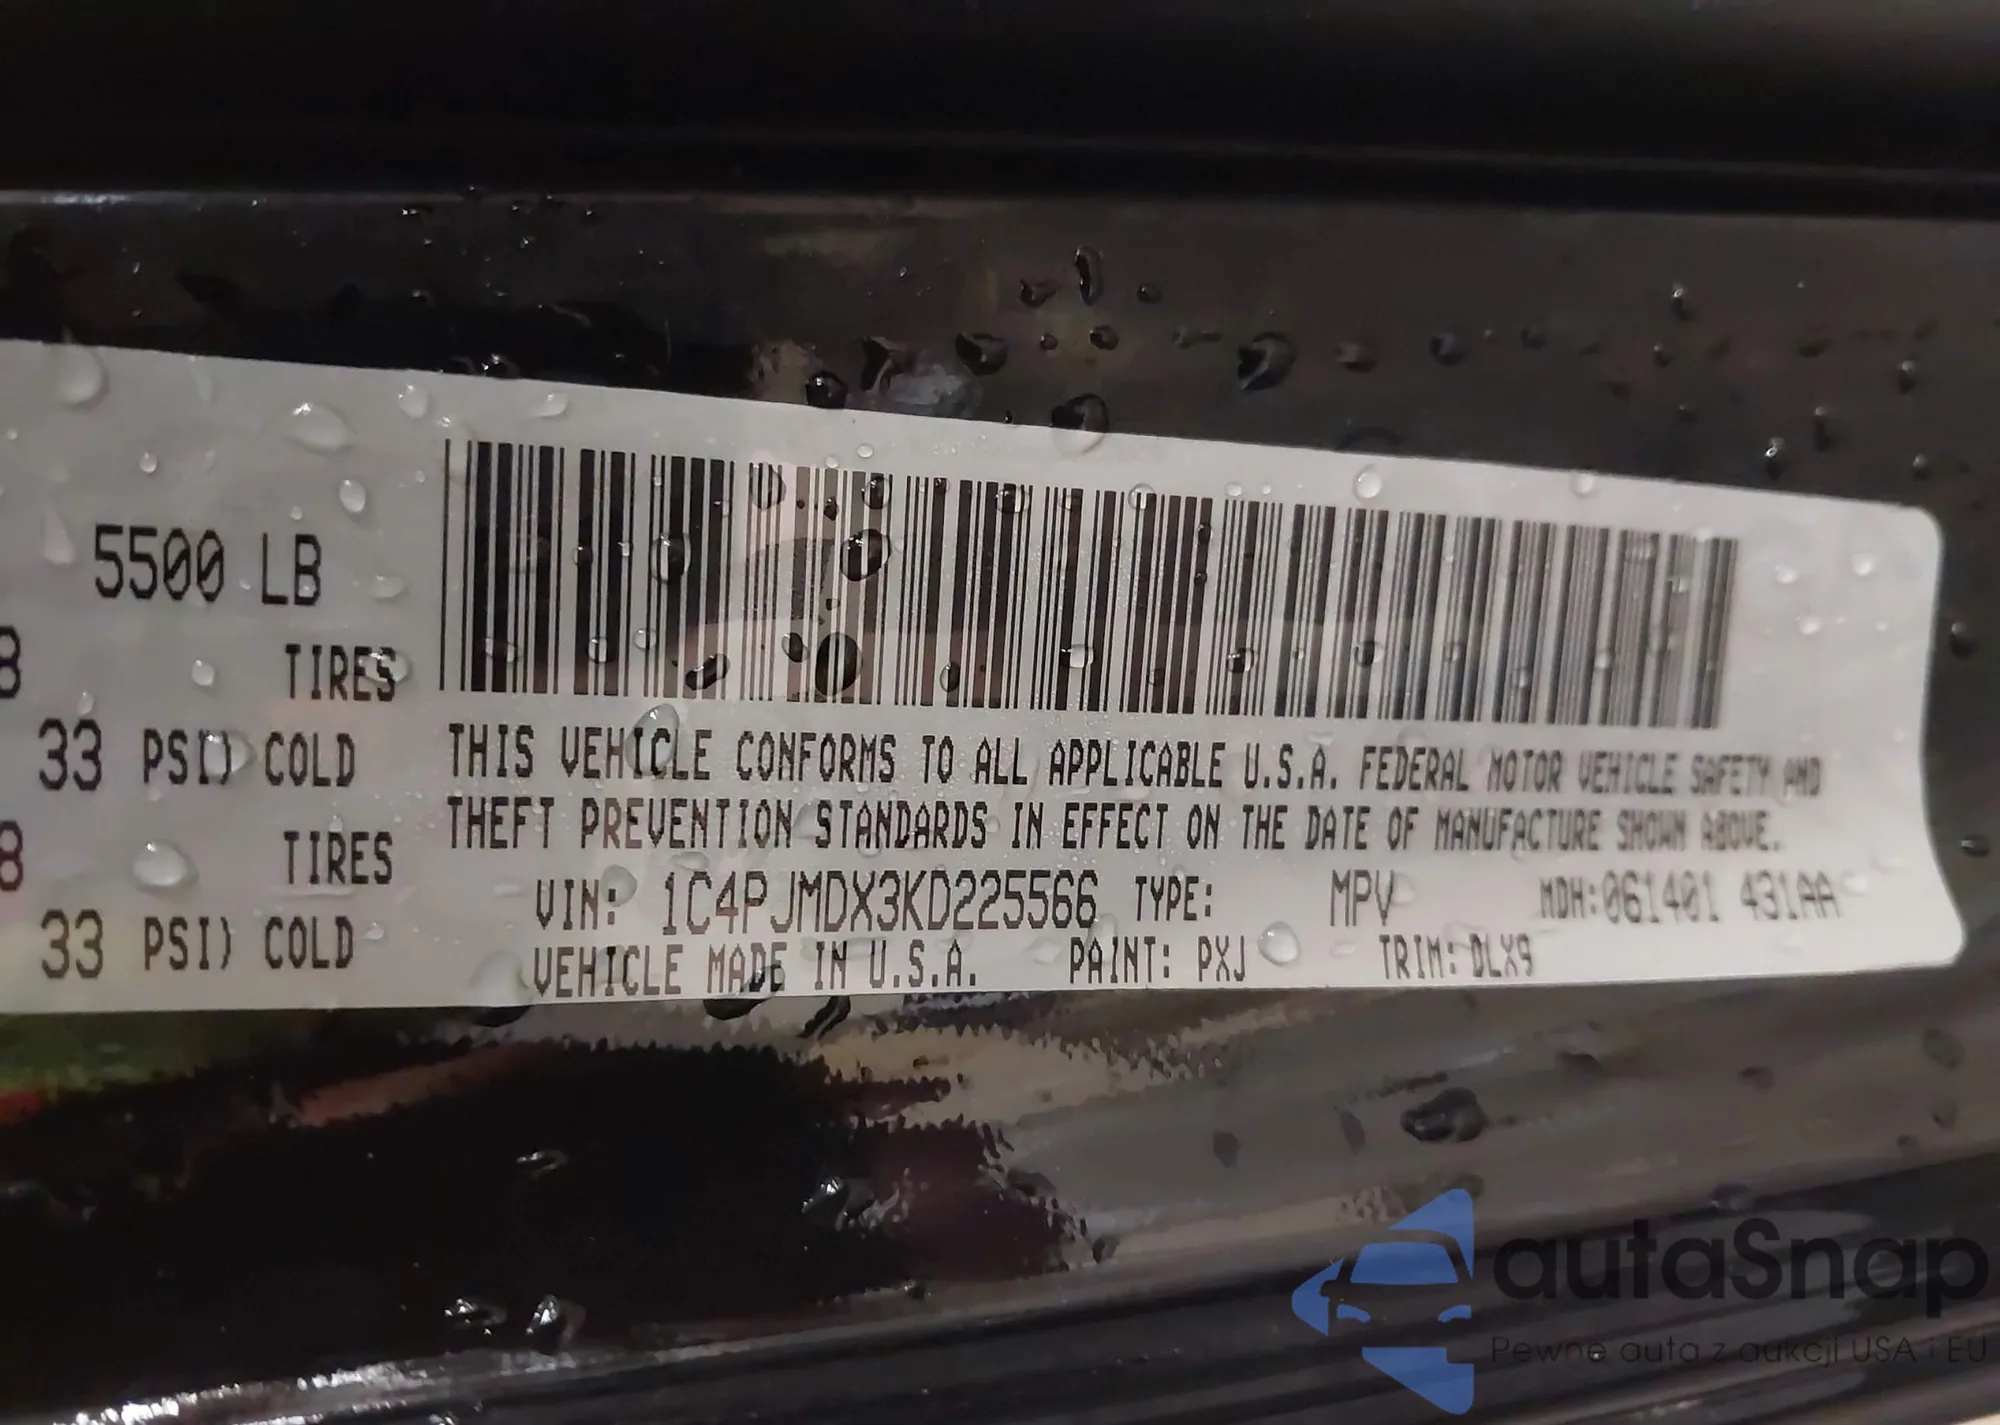 5500 LB
8 TIRES
33 PSI) COLD
8 TIRES
33 PSI) COLD
THIS VEHICLE CONFORMS TO ALL APPLICABLE U.S.A. FEDERAL MOTOR VEHICLE SAFETY AND
THEFT PREVENTION STANDARDS IN EFFECT ON THE DATE OF MANUFACTURE SHOWN ABOVE.
VIN: 1C4PJMDX3KD225566 TYPE: MPV MDH:061401 431AA
VEHICLE MADE IN U.S.A. PAINT: PXJ TRIM: DLX9
autaSnap
Pewne auta z aukcji USA i EU